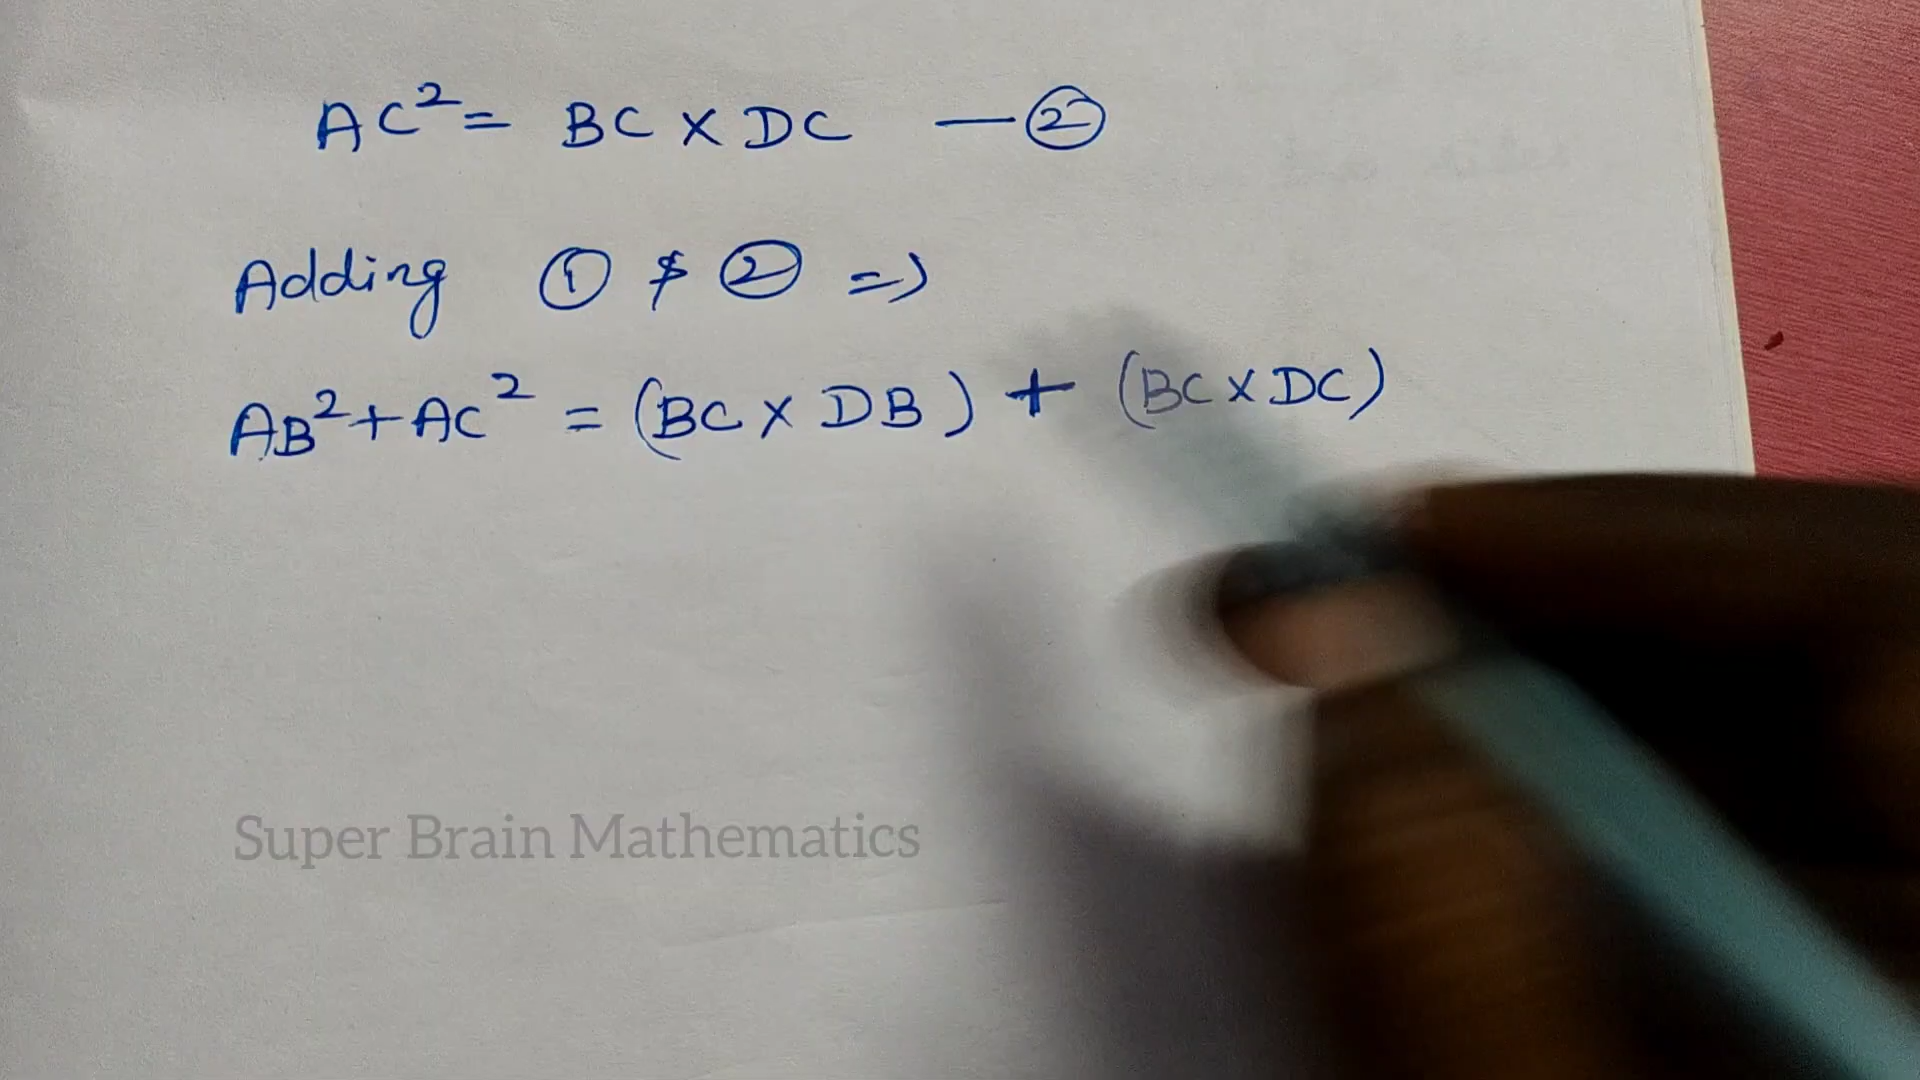 AC² = BC × DC — ②
Adding ① & ② ⇒
AB² + AC² = (BC × DB) + (BC × DC)
Super Brain Mathematics